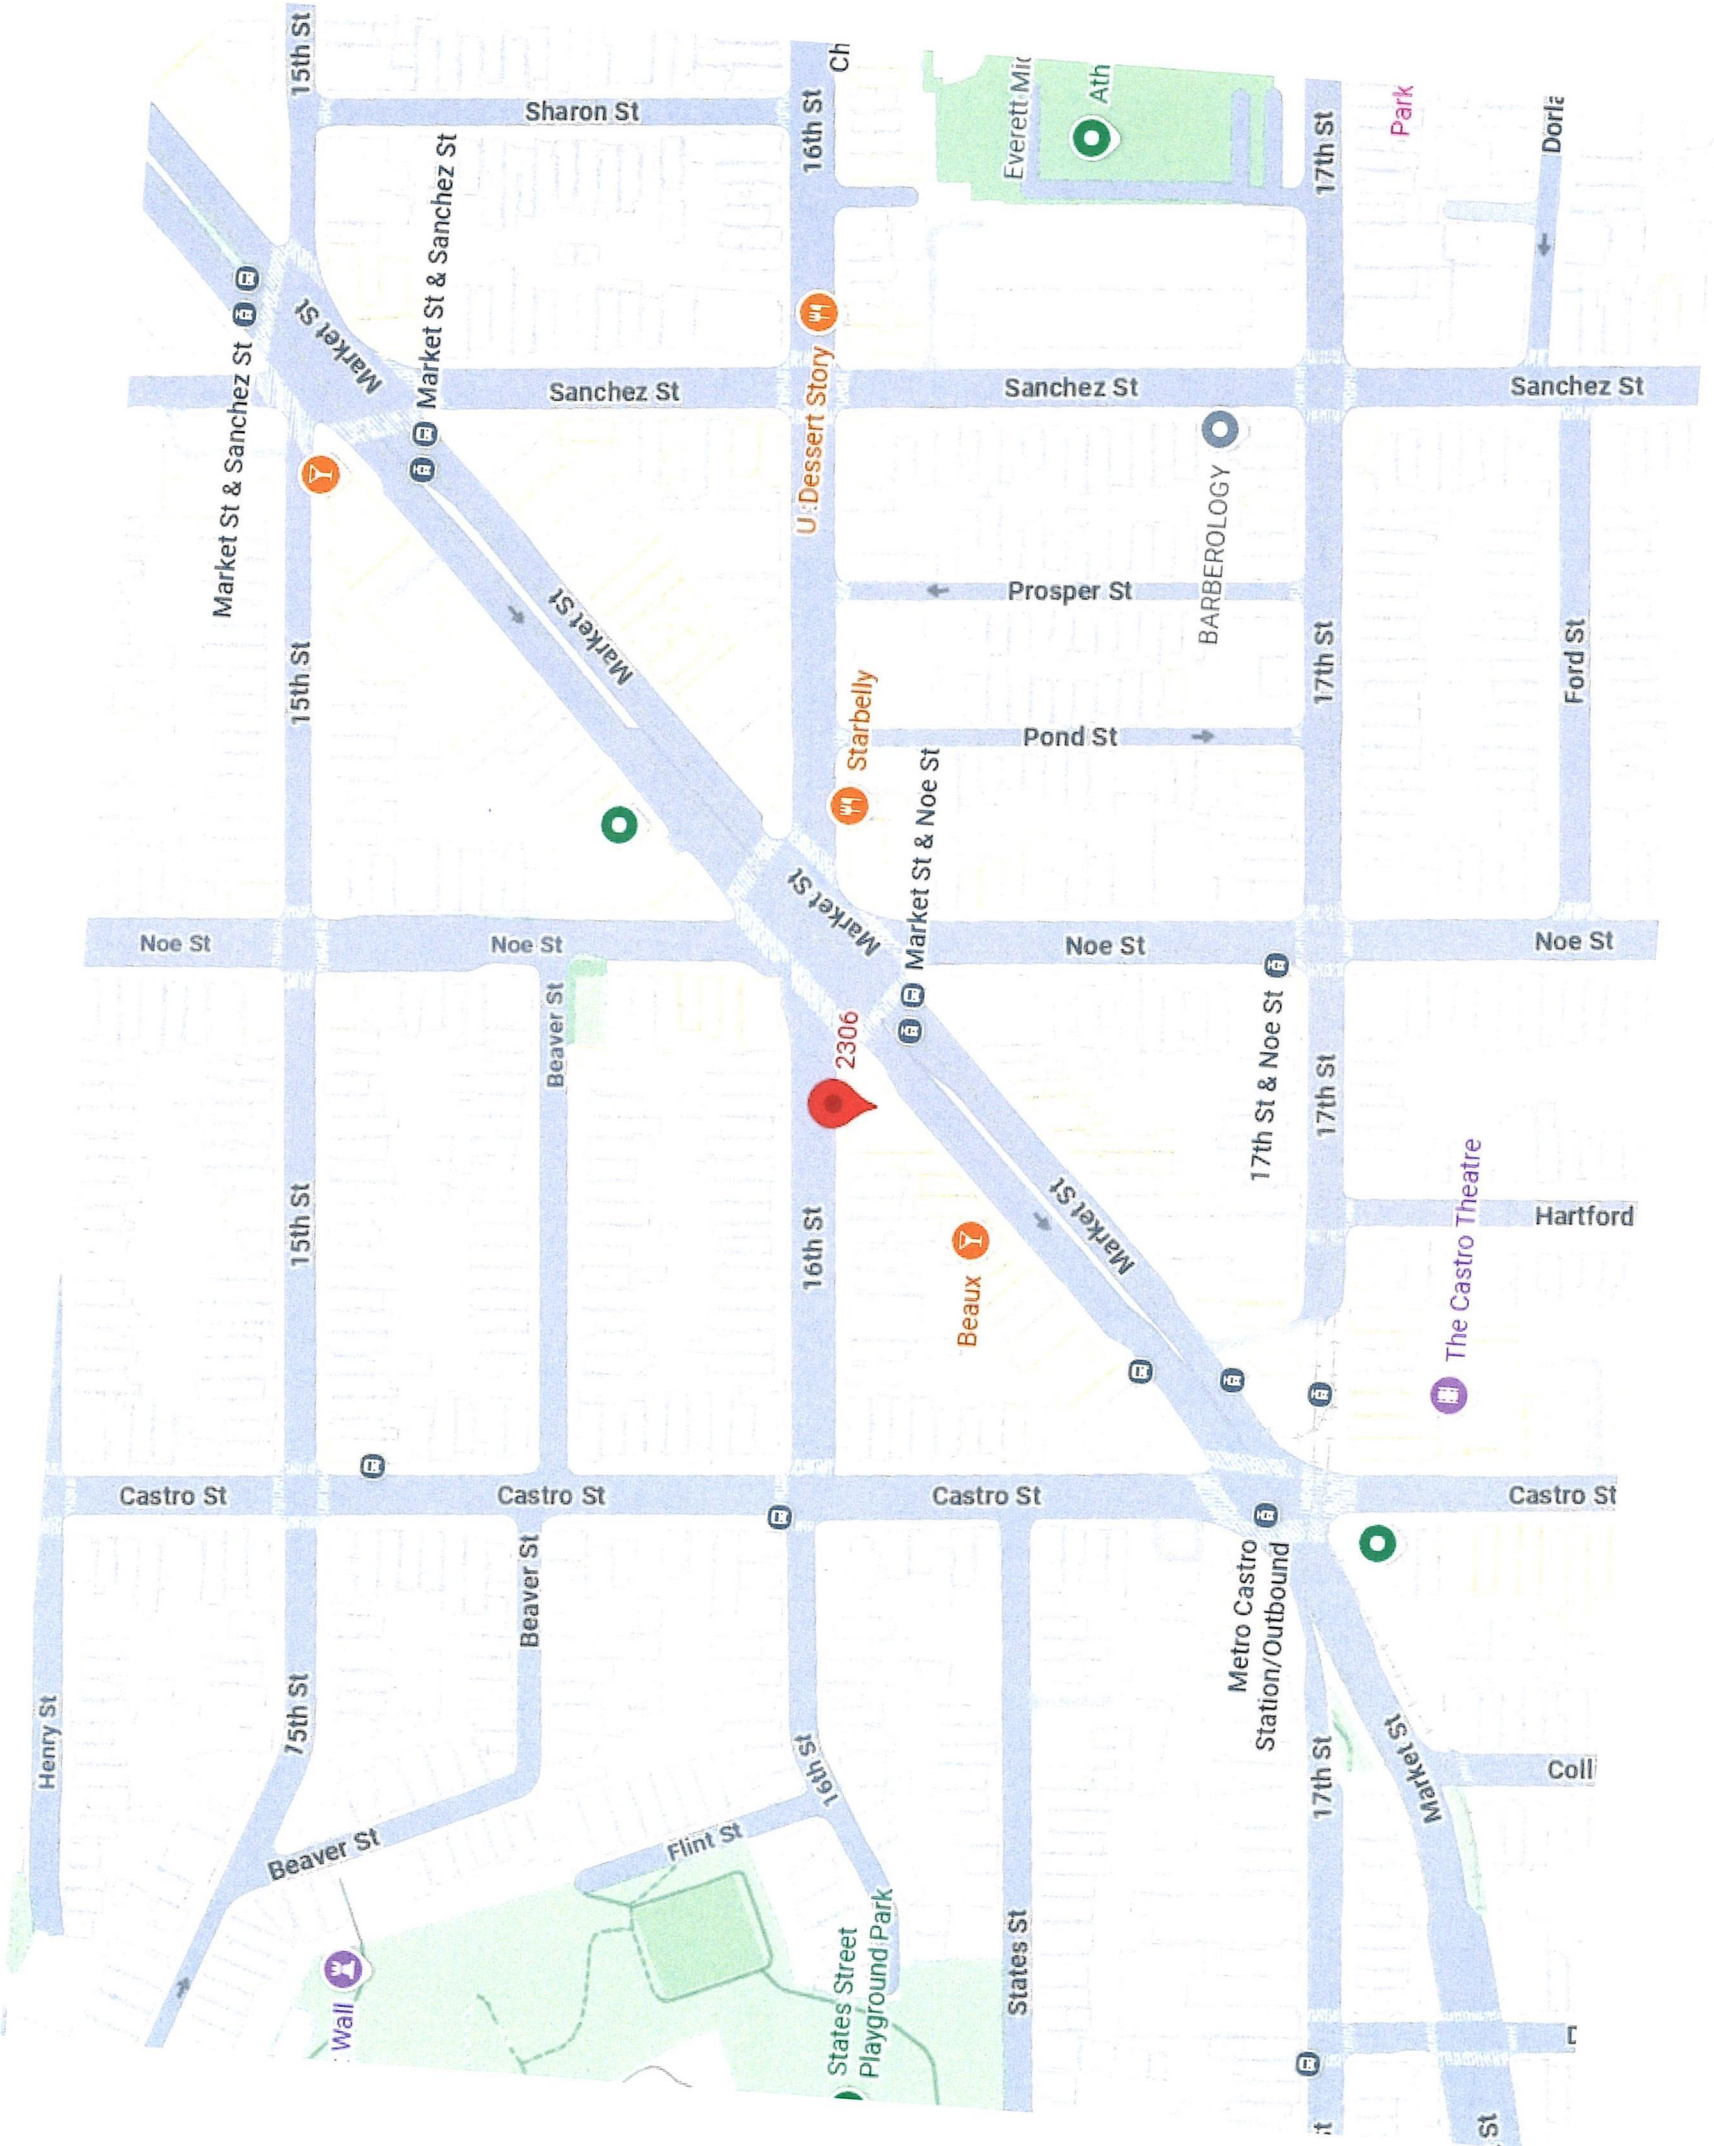 15th St
Sharon St
16th St
Ch
Everett Mic
Ath
17th St
Park
Market St & Sanchez St
Market St
Market St & Sanchez St
Sanchez St
U :Dessert Story
Sanchez St
Sanchez St
BARBEROLOGY
Prosper St
Market St
15th St
17th St
Ford St
Starbelly
Pond St
Market St & Noe St
Market St
Noe St
Noe St
Noe St
Noe St
Beaver St
2306
17th St & Noe St
17th St
15th St
16th St
Market St
Beaux
Hartford
The Castro Theatre
Castro St
Castro St
Castro St
Castro St
Beaver St
Metro Castro
Station/Outbound
Henry St
15th St
16th St
17th St
Market St
Coll
Beaver St
Flint St
Wall
States Street
Playground Park
States St
St